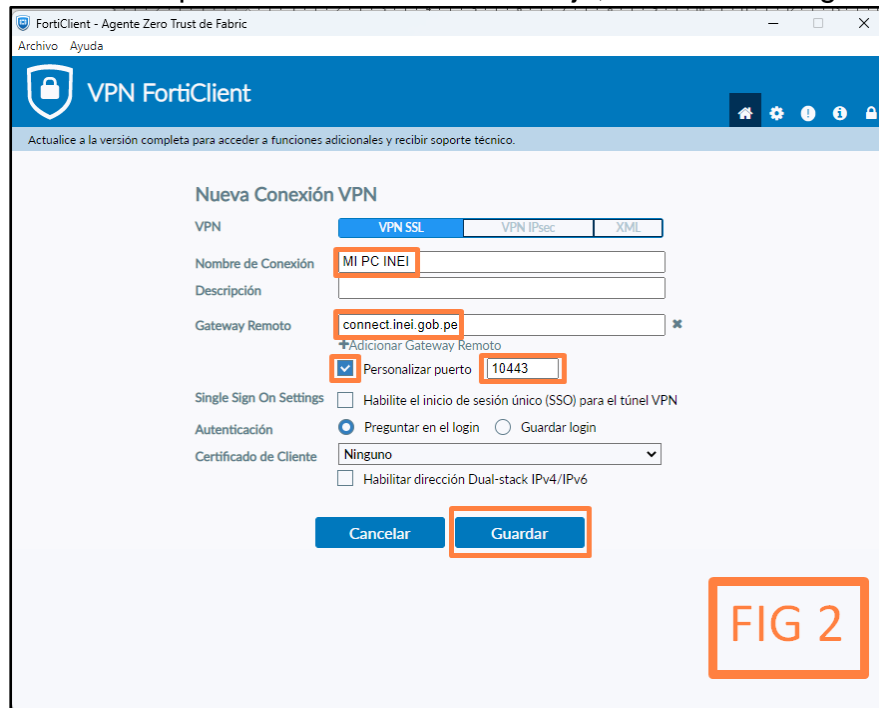 FortiClient - Agente Zero Trust de Fabric
Archivo Ayuda
VPN FortiClient
Actualice a la versión completa para acceder a funciones adicionales y recibir soporte técnico.
Nueva Conexión VPN
VPN VPN SSL VPN IPsec XML
Nombre de Conexión MI PC INEI
Descripción
Gateway Remoto connect.inei.gob.pe
+Adicionar Gateway Remoto
Personalizar puerto 10443
Single Sign On Settings Habilite el inicio de sesión único (SSO) para el túnel VPN
Autenticación Preguntar en el login Guardar login
Certificado de Cliente Ninguno
Habilitar dirección Dual-stack IPv4/IPv6
Cancelar Guardar
FIG 2